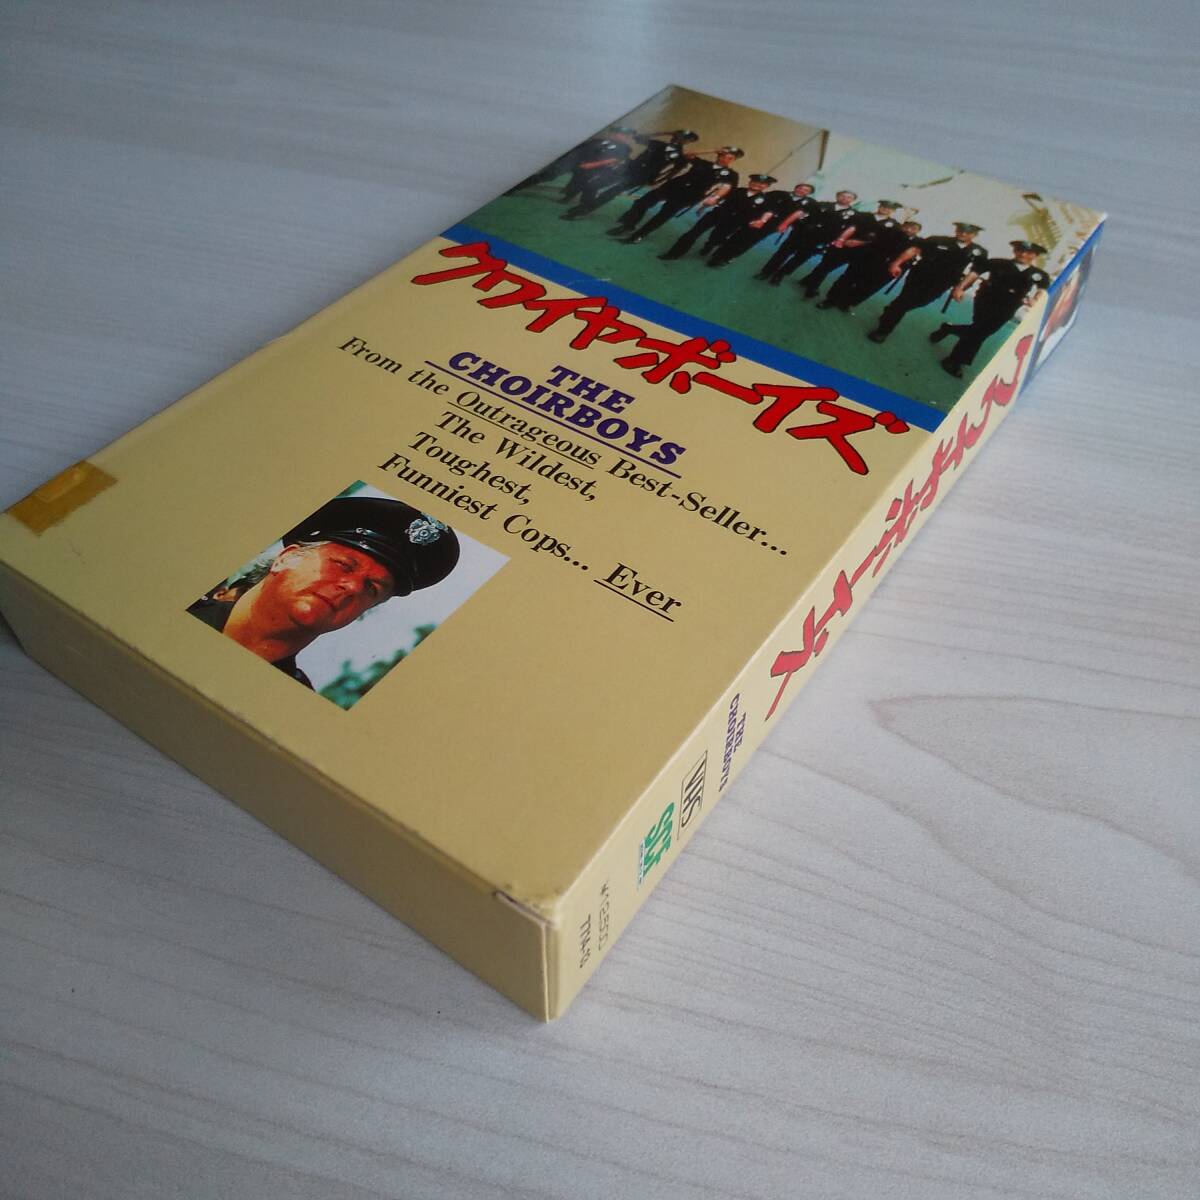 クワイヤボーイズ
THE
CHOIRBOYS
From the Outrageous Best-Seller...
The Wildest,
Toughest,
Funniest Cops... Ever
クワイヤボーイズ
THE
CHOIRBOYS
VHS